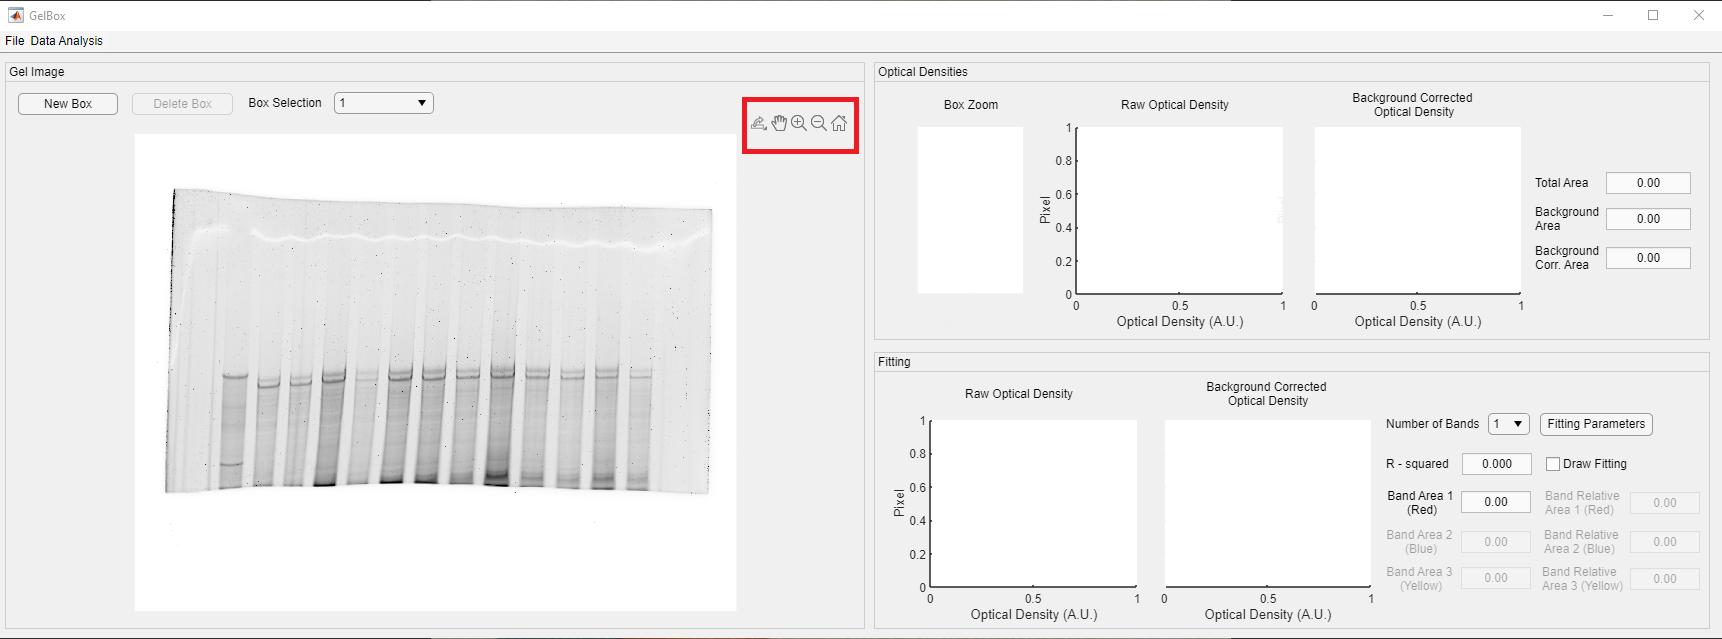 GelBox
File Data Analysis
Gel Image
New Box
Delete Box
Box Selection
1
Optical Densities
Box Zoom
Raw Optical Density
Background Corrected
Optical Density
1
0.8
0.6
0.4
0.2
0
Pixel
0
0.5
1
Optical Density (A.U.)
0
0.5
1
Optical Density (A.U.)
Total Area
0.00
Background
Area
0.00
Background
Corr. Area
0.00
Fitting
Raw Optical Density
Background Corrected
Optical Density
1
0.8
0.6
0.4
0.2
0
Pixel
0
0.5
1
Optical Density (A.U.)
0
0.5
1
Optical Density (A.U.)
Number of Bands
1
Fitting Parameters
R - squared
0.000
Draw Fitting
Band Area 1
(Red)
0.00
Band Relative
Area 1 (Red)
0.00
Band Area 2
(Blue)
0.00
Band Relative
Area 2 (Blue)
0.00
Band Area 3
(Yellow)
0.00
Band Relative
Area 3 (Yellow)
0.00